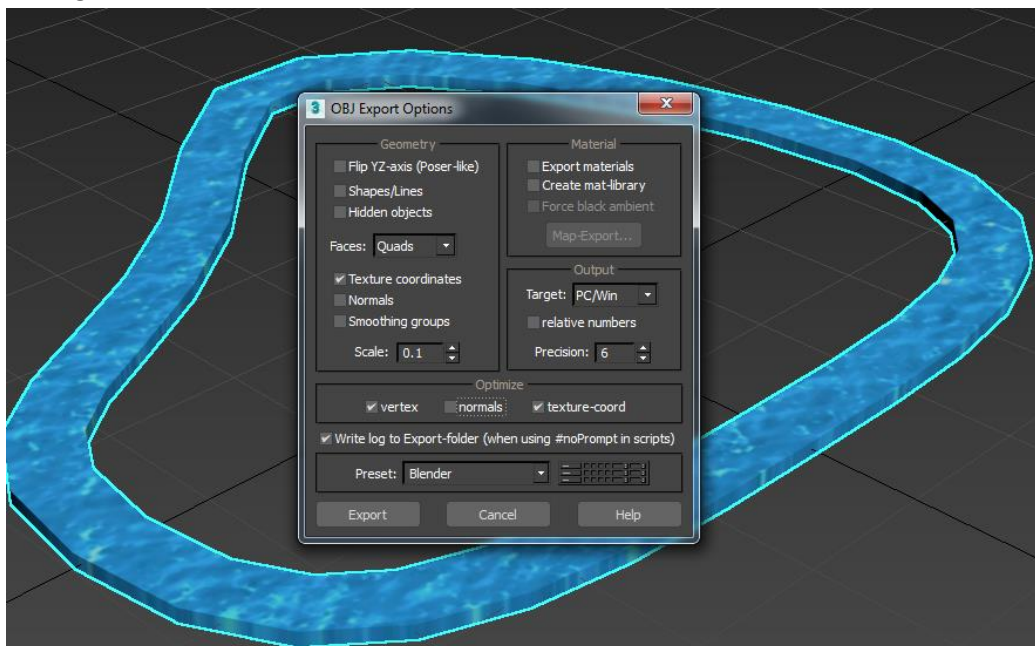 3 OBJ Export Options
Geometry
Flip YZ-axis (Poser-like)
Shapes/Lines
Hidden objects
Faces: Quads
Texture coordinates
Normals
Smoothing groups
Scale: 0.1
Material
Export materials
Create mat-library
Force black ambient
Map-Export...
Output
Target: PC/Win
relative numbers
Precision: 6
Optimize
vertex normals texture-coord
Write log to Export-folder (when using #noPrompt in scripts)
Preset: Blender
Export Cancel Help